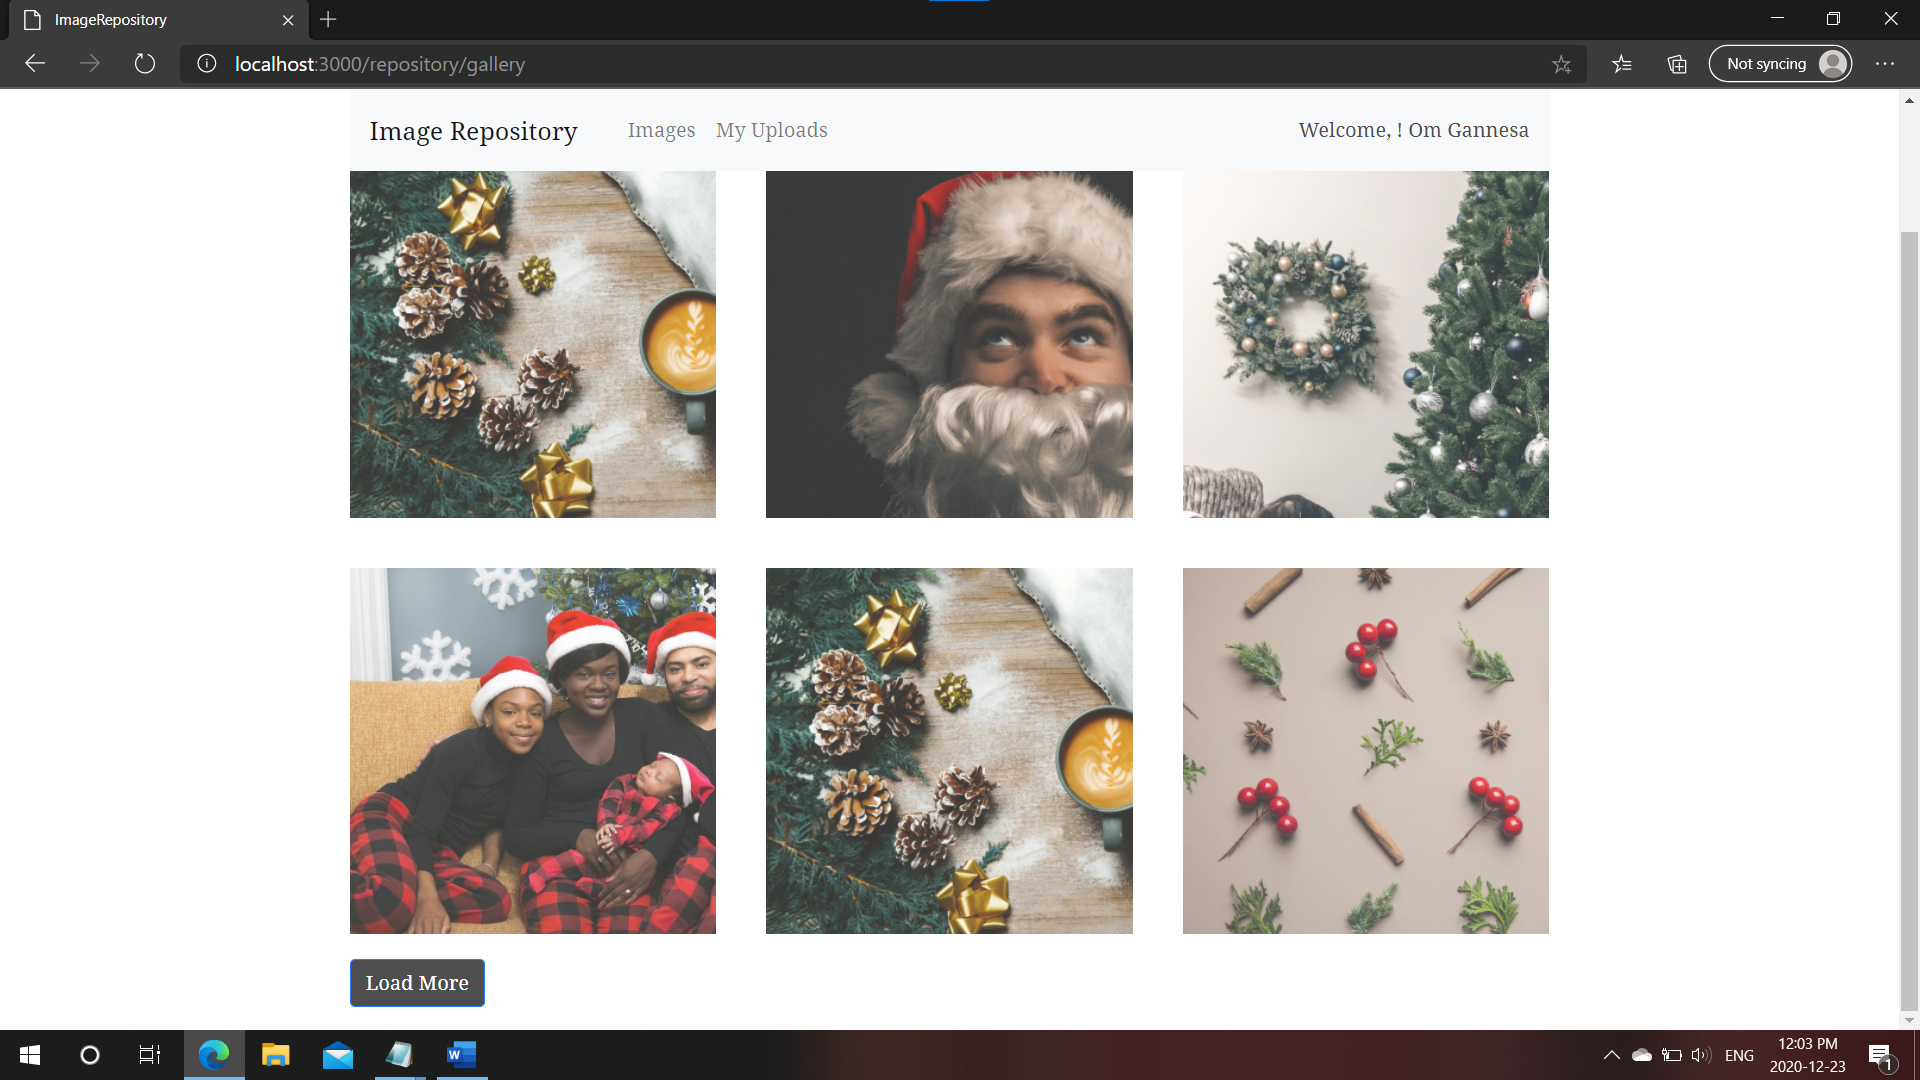 ImageRepository
localhost:3000/repository/gallery
Not syncing
Image Repository
Images
My Uploads
Welcome, ! Om Gannesa
Load More
W
ENG
12:03 PM
2020-12-23
1